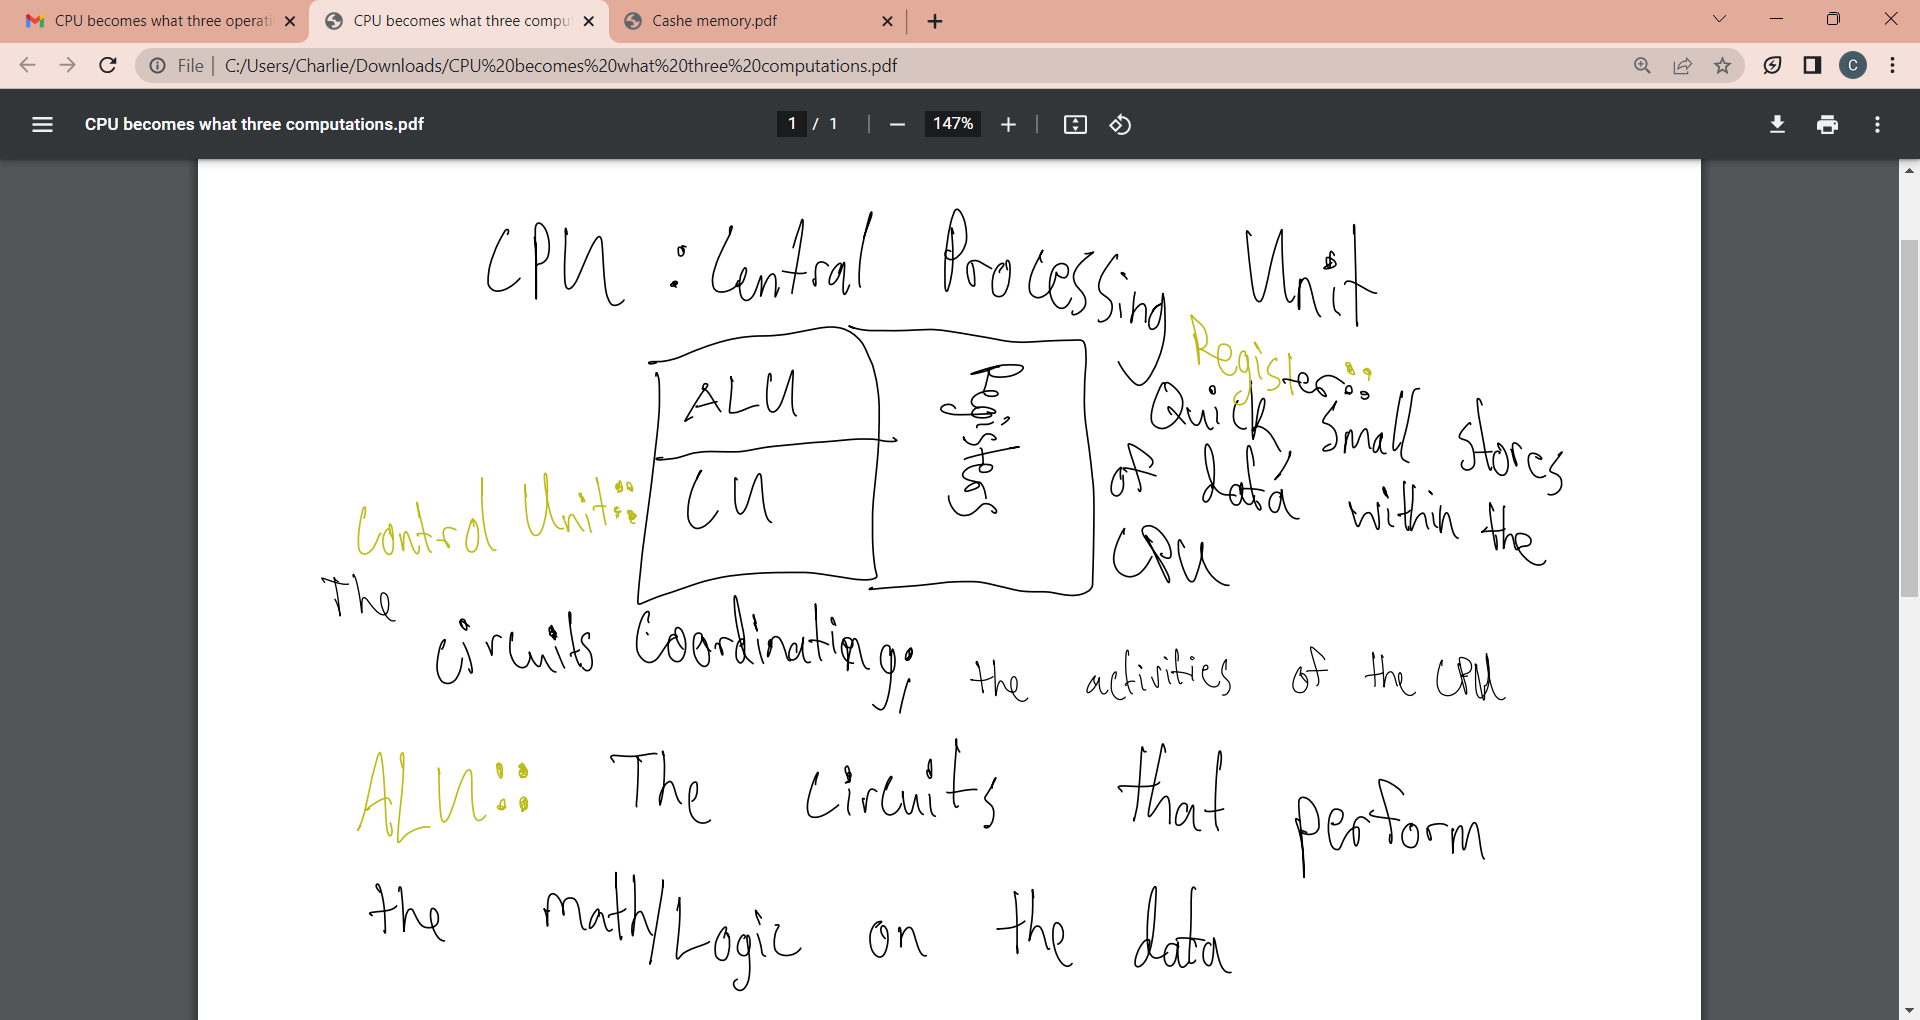 CPU becomes what three operati
CPU becomes what three compu
Cashe memory.pdf
File
C:/Users/Charlie/Downloads/CPU%20becomes%20what%20three%20computations.pdf
C
CPU becomes what three computations.pdf
1 / 1
147%
CPU : Central Processing Unit
Register::
ALU
Registers
Quick, small stores
of data within the
CPU
CU
Control Unit::
The
circuits Coordinating; the activities of the CPU
ALU:: The circuits that perform
the math/Logic on the data